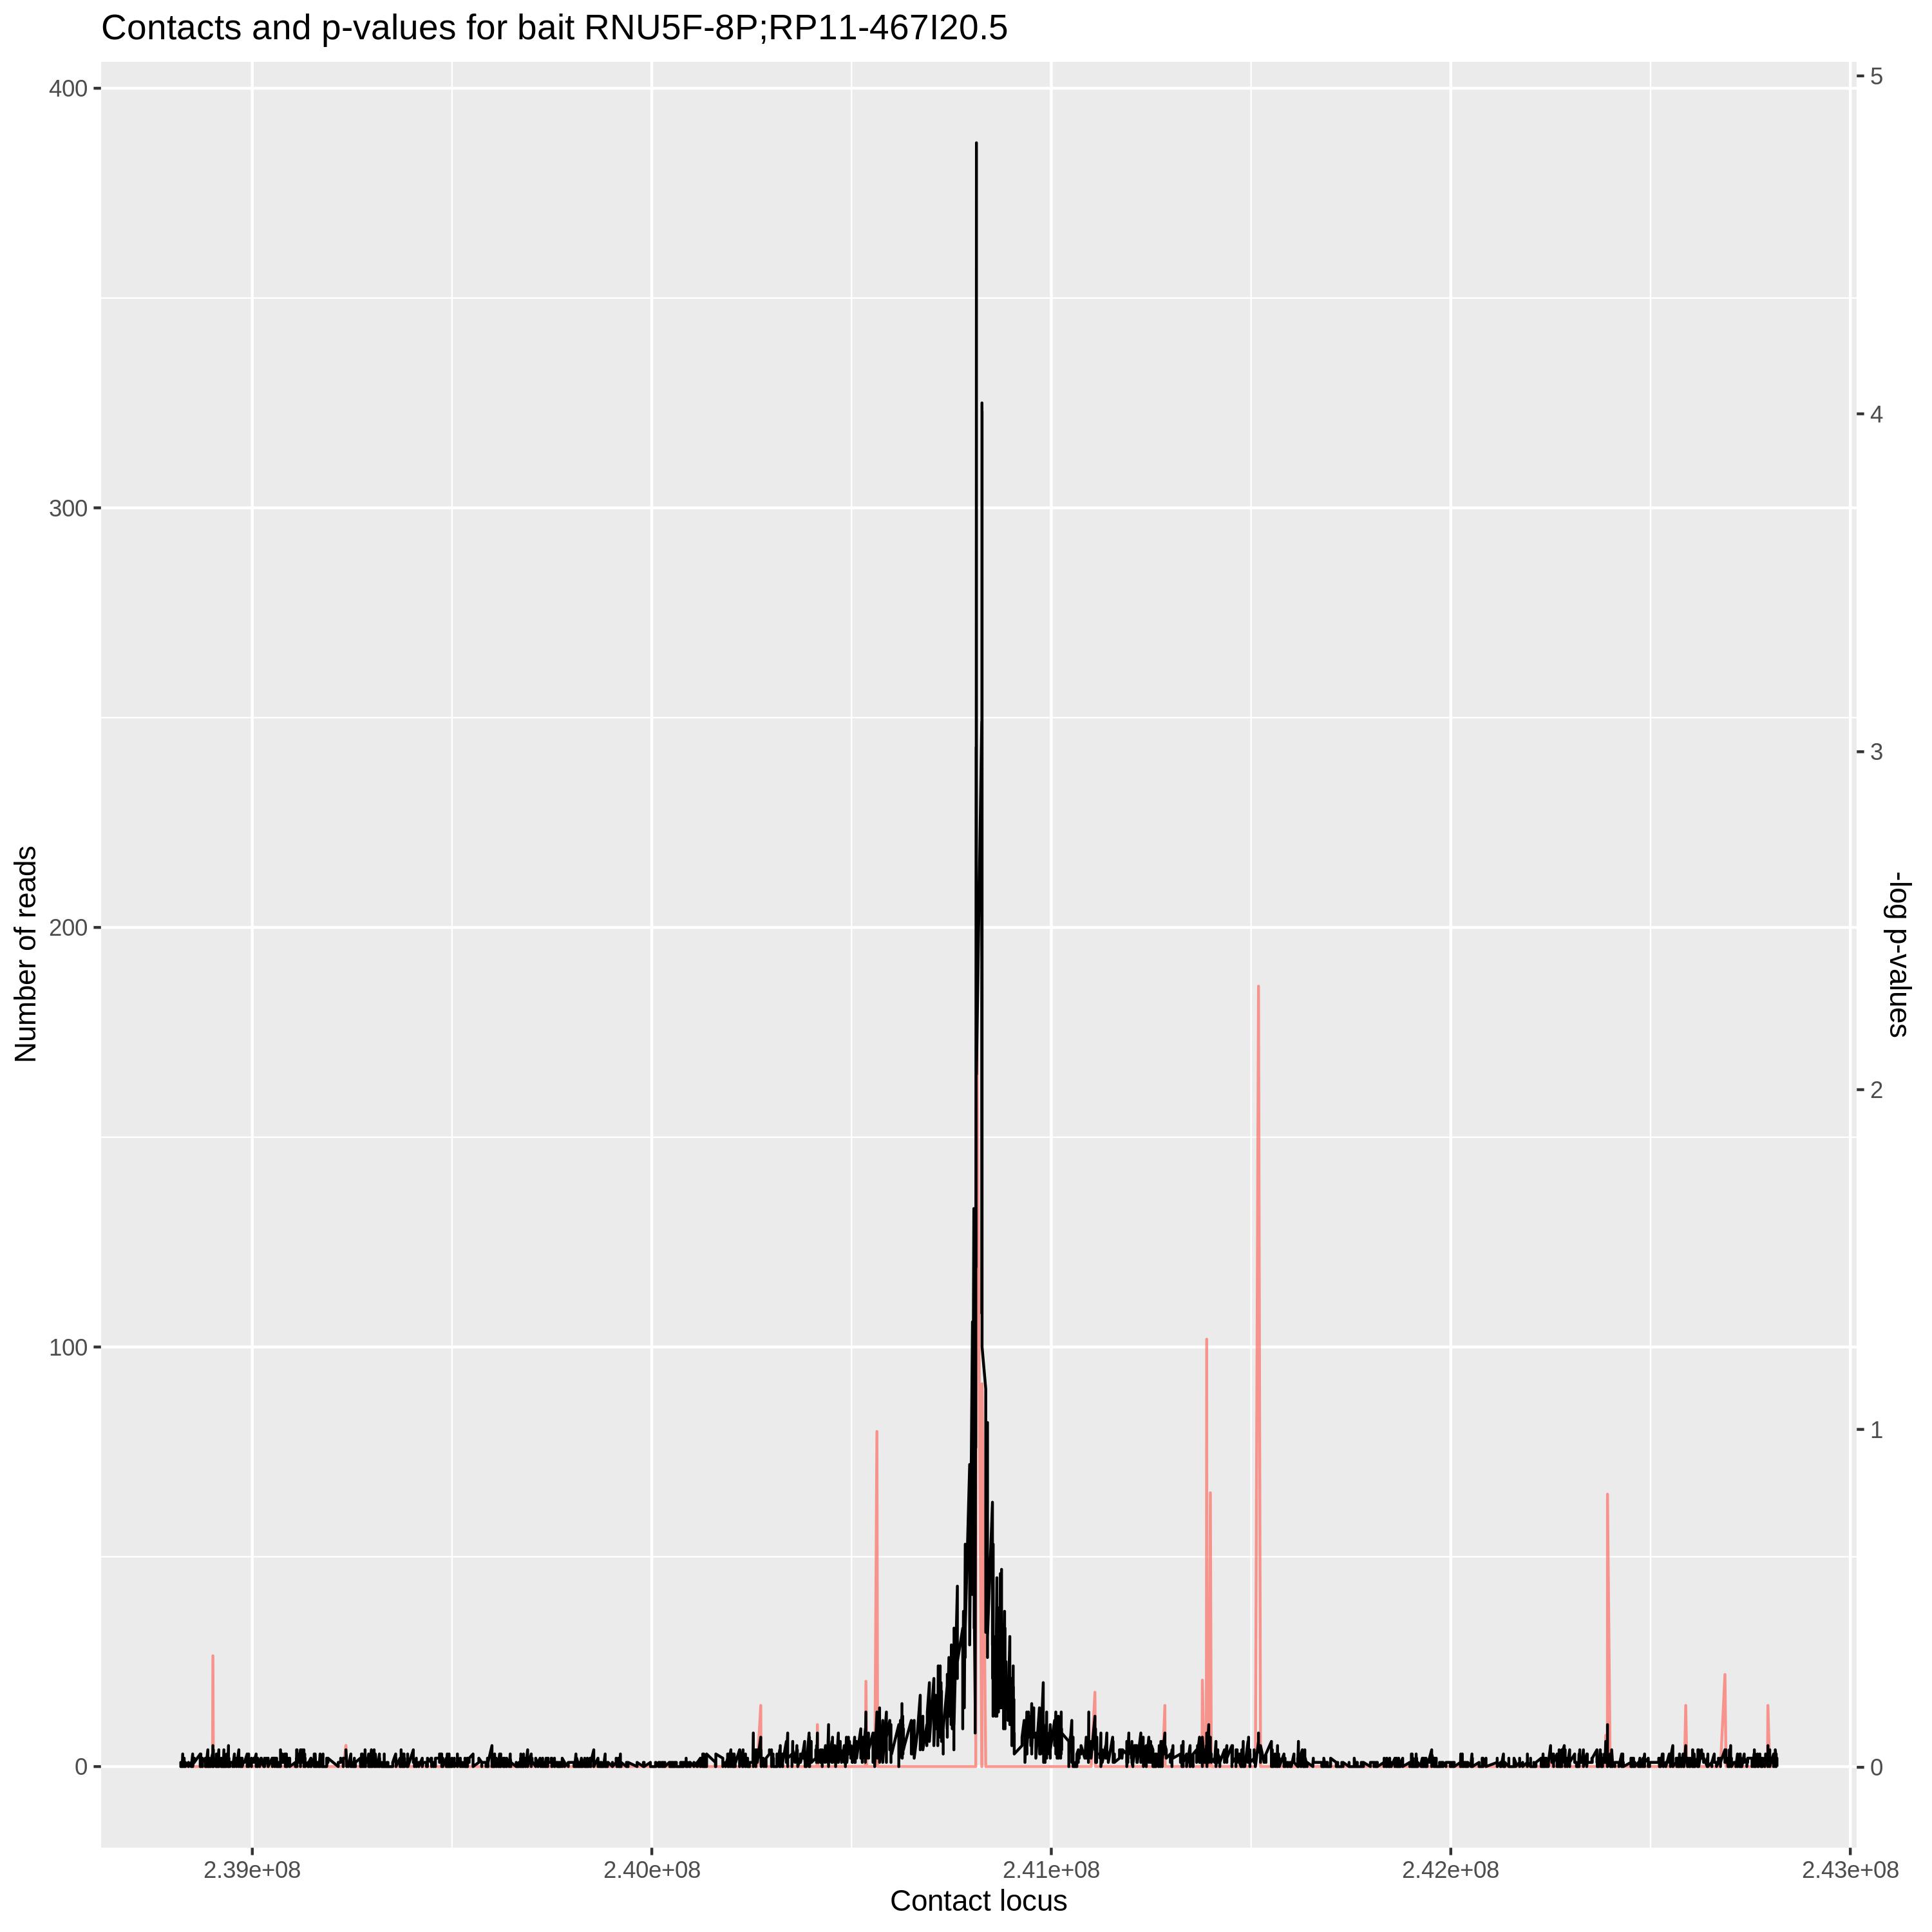 Contacts and p-values for bait RNU5F-8P;RP11-467I20.5
400
300
200
100
0
5
4
3
2
1
0
Number of reads
-log p-values
2.39e+08
2.40e+08
2.41e+08
2.42e+08
2.43e+08
Contact locus